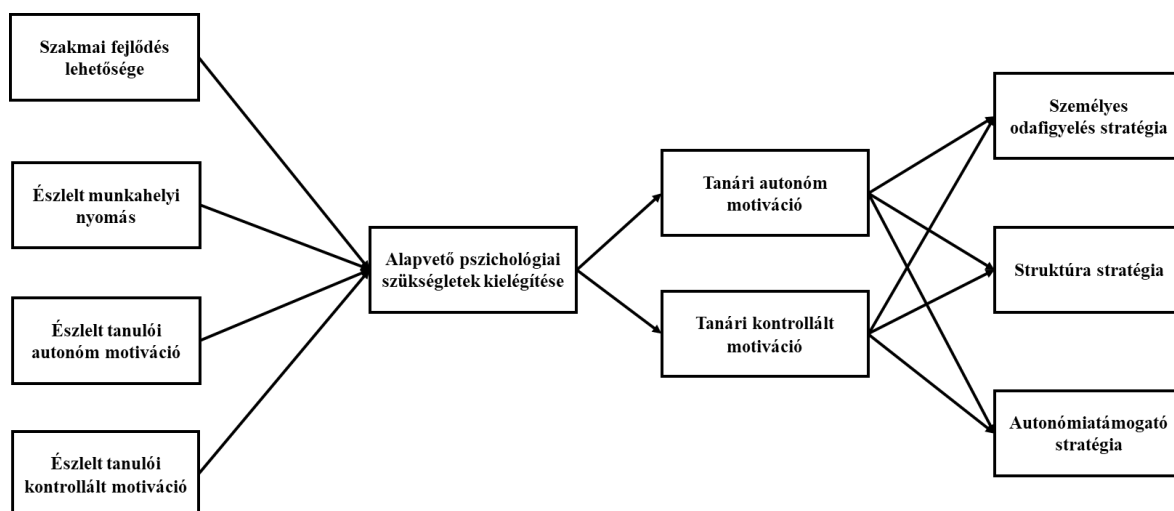 Szakmai fejlődés
lehetősége
Észlelt munkahelyi
nyomás
Észlelt tanulói
autonóm motiváció
Észlelt tanulói
kontrollált motiváció
Alapvető pszichológiai
szükségletek kielégítése
Tanári autonóm
motiváció
Tanári kontrollált
motiváció
Személyes
odafigyelés stratégia
Struktúra stratégia
Autonómiatámogató
stratégia